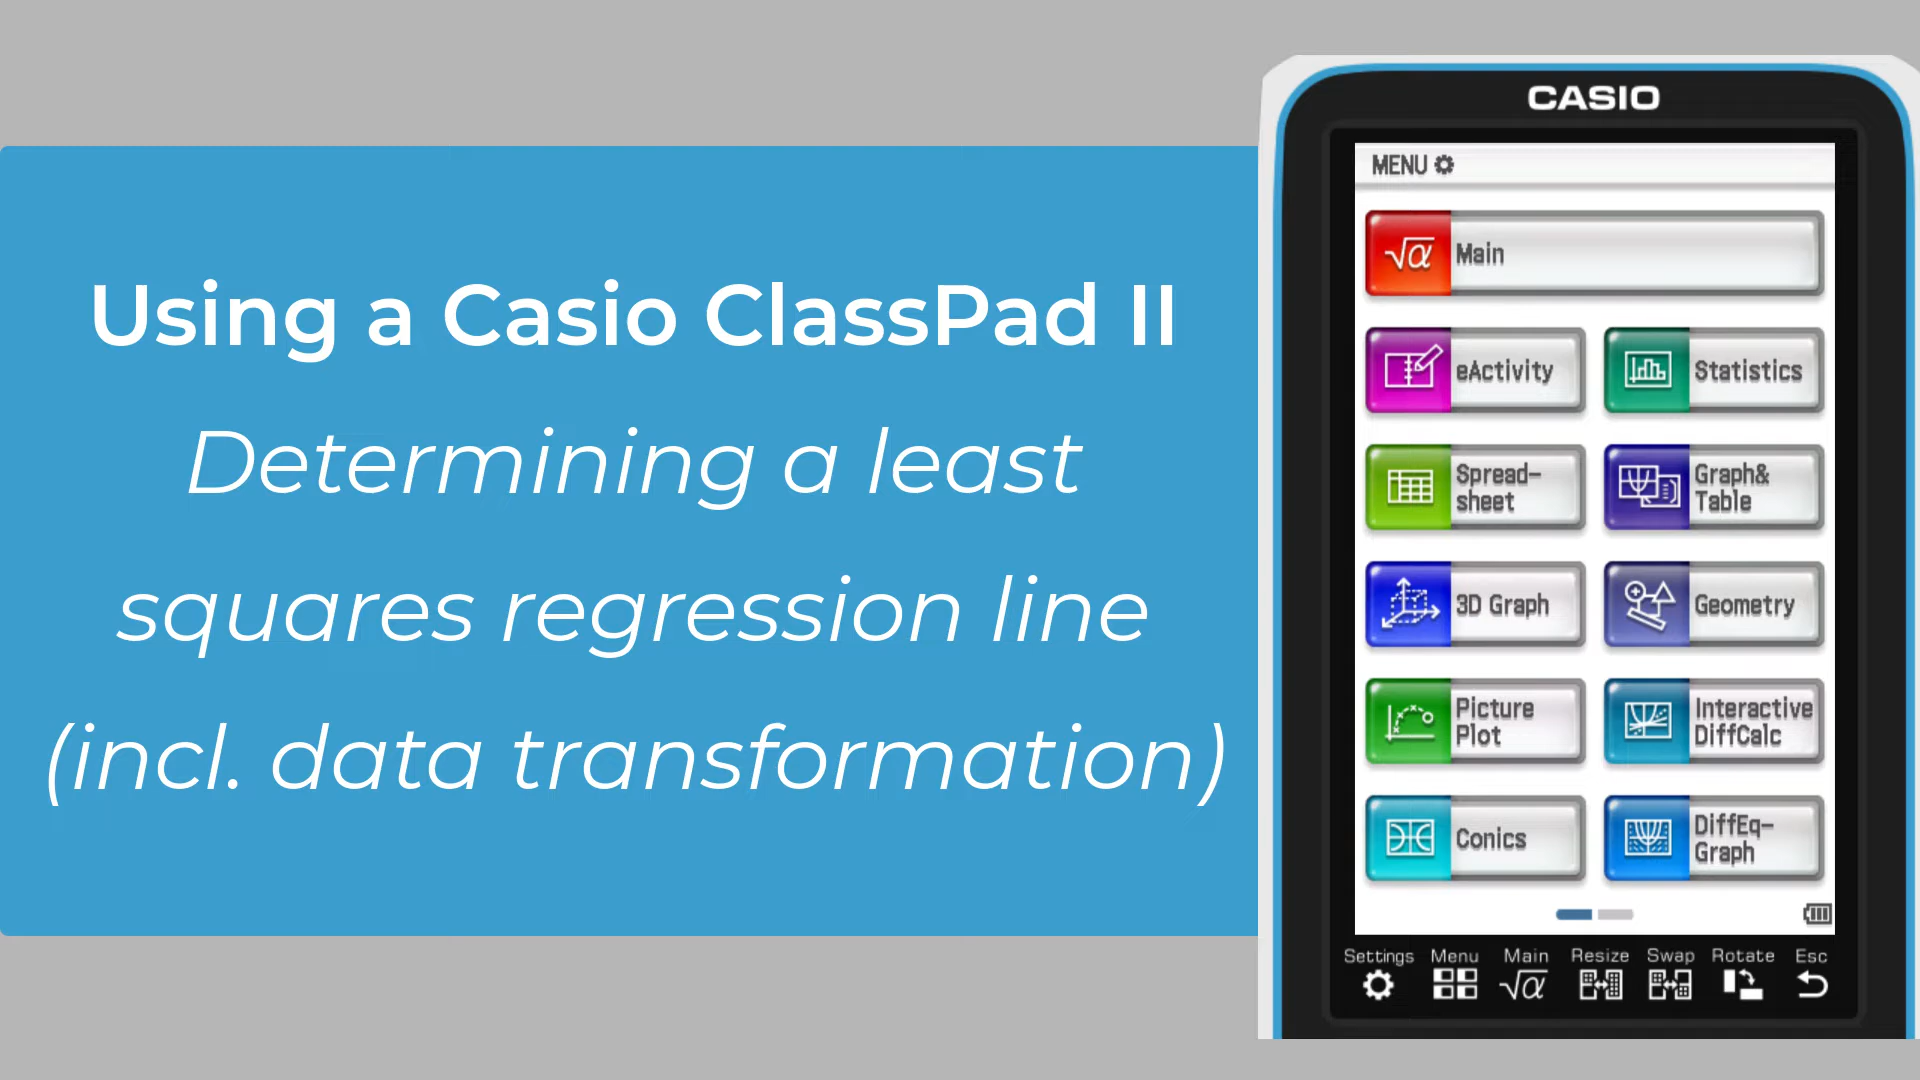 Using a Casio ClassPad II
Determining a least
squares regression line
(incl. data transformation)
CASIO
MENU
√α Main
eActivity
Statistics
Spread-
sheet
Graph&
Table
3D Graph
Geometry
Picture
Plot
Interactive
DiffCalc
Conics
DiffEq-
Graph
Settings Menu Main Resize Swap Rotate Esc
√α